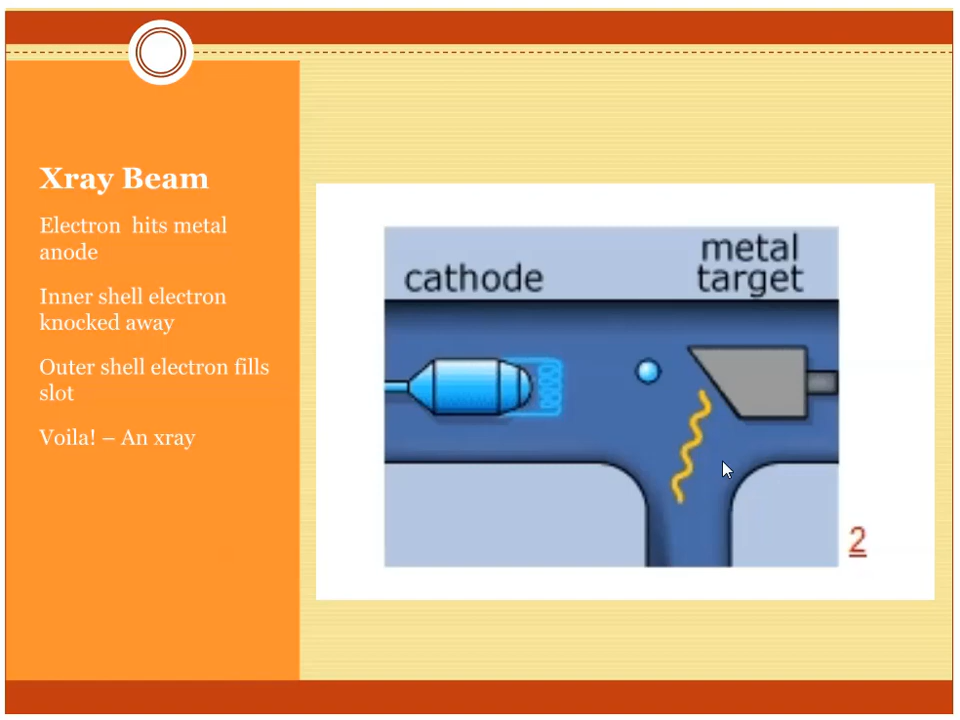 Xray Beam
Electron  hits metal
anode
Inner shell electron
knocked away
Outer shell electron fills
slot
Voila! – An xray
cathode
metal
target
2